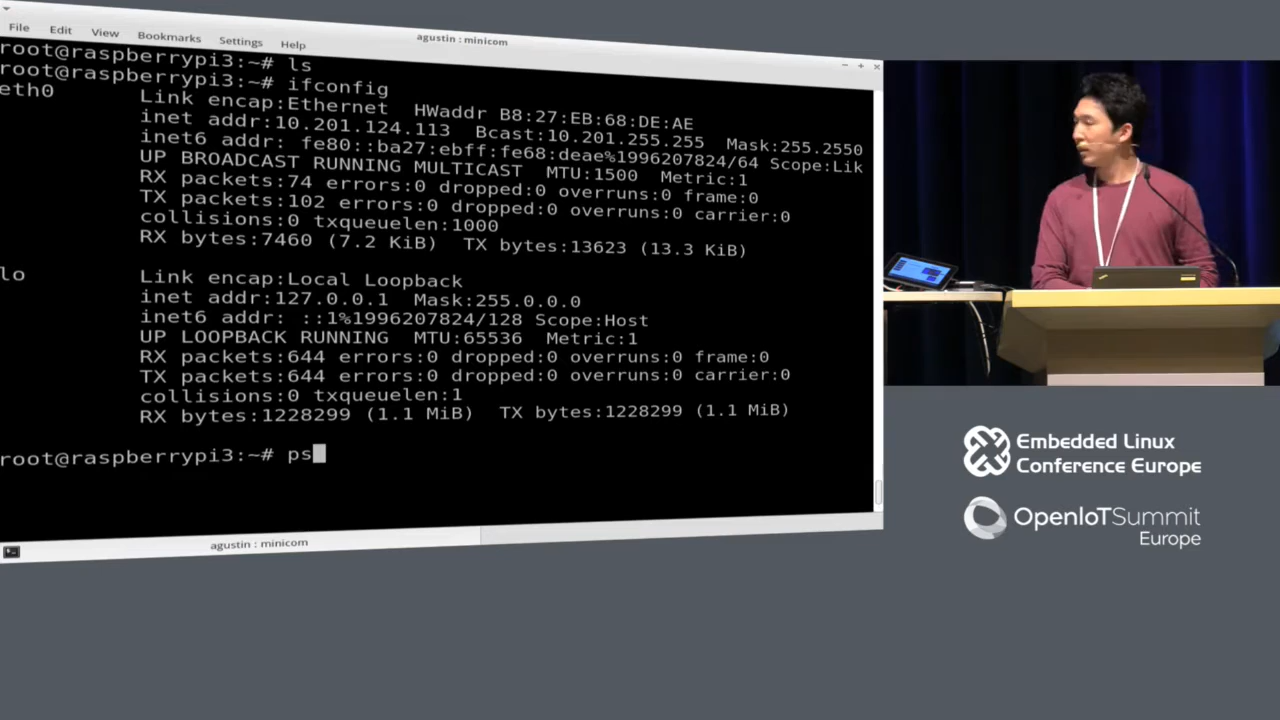 File Edit View Bookmarks Settings Help
agustin : minicom
root@raspberrypi3:~# ls
root@raspberrypi3:~# ifconfig
eth0 Link encap:Ethernet HWaddr B8:27:EB:68:DE:AE
inet addr:10.201.124.113 Bcast:10.201.255.255 Mask:255.2550
inet6 addr: fe80::ba27:ebff:fe68:deae%1996207824/64 Scope:Lik
UP BROADCAST RUNNING MULTICAST MTU:1500 Metric:1
RX packets:74 errors:0 dropped:0 overruns:0 frame:0
TX packets:102 errors:0 dropped:0 overruns:0 carrier:0
collisions:0 txqueuelen:1000
RX bytes:7460 (7.2 KiB) TX bytes:13623 (13.3 KiB)
lo Link encap:Local Loopback
inet addr:127.0.0.1 Mask:255.0.0.0
inet6 addr: ::1%1996207824/128 Scope:Host
UP LOOPBACK RUNNING MTU:65536 Metric:1
RX packets:644 errors:0 dropped:0 overruns:0 frame:0
TX packets:644 errors:0 dropped:0 overruns:0 carrier:0
collisions:0 txqueuelen:1
RX bytes:1228299 (1.1 MiB) TX bytes:1228299 (1.1 MiB)
root@raspberrypi3:~# ps
agustin : minicom
Embedded Linux
Conference Europe
OpenIoTSummit
Europe